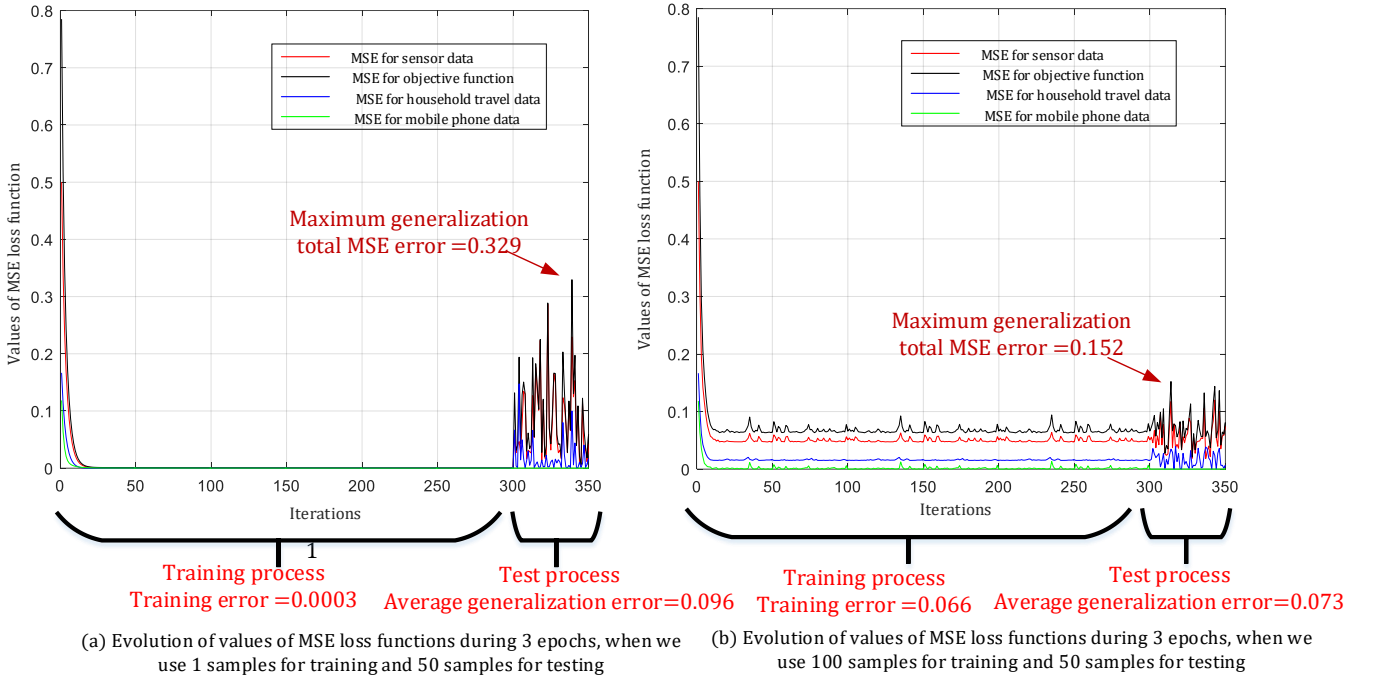 0.8
0.7
0.6
0.5
0.4
0.3
0.2
0.1
0
Values of MSE loss function
MSE for sensor data
MSE for objective function
MSE for household travel data
MSE for mobile phone data
Maximum generalization
total MSE error =0.329
0 50 100 150 200 250 300 350
Iterations
1
Training process
Training error =0.0003
Test process
Average generalization error=0.096
(a) Evolution of values of MSE loss functions during 3 epochs, when we
use 1 samples for training and 50 samples for testing
0.8
0.7
0.6
0.5
0.4
0.3
0.2
0.1
0
Values of MSE loss function
MSE for sensor data
MSE for objective function
MSE for household travel data
MSE for mobile phone data
Maximum generalization
total MSE error =0.152
0 50 100 150 200 250 300 350
Iterations
Training process
Training error =0.066
Test process
Average generalization error=0.073
(b) Evolution of values of MSE loss functions during 3 epochs, when we
use 100 samples for training and 50 samples for testing